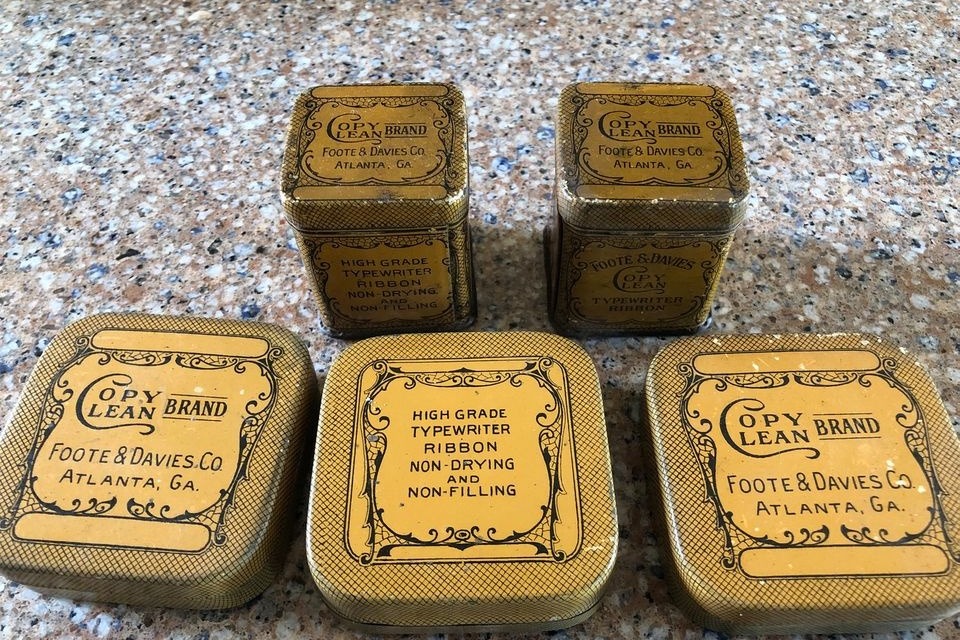 COPY
CLEAN BRAND
FOOTE & DAVIES CO.
ATLANTA, GA.
HIGH GRADE
TYPEWRITER
RIBBON
NON-DRYING
AND
NON-FILLING
COPY
CLEAN BRAND
FOOTE & DAVIES CO.
ATLANTA, GA.
FOOTE & DAVIES
COPY
CLEAN
TYPEWRITER
RIBBON
COPY
CLEAN BRAND
FOOTE & DAVIES CO.
ATLANTA, GA.
HIGH GRADE
TYPEWRITER
RIBBON
NON-DRYING
AND
NON-FILLING
COPY
CLEAN BRAND
FOOTE & DAVIES CO.
ATLANTA, GA.